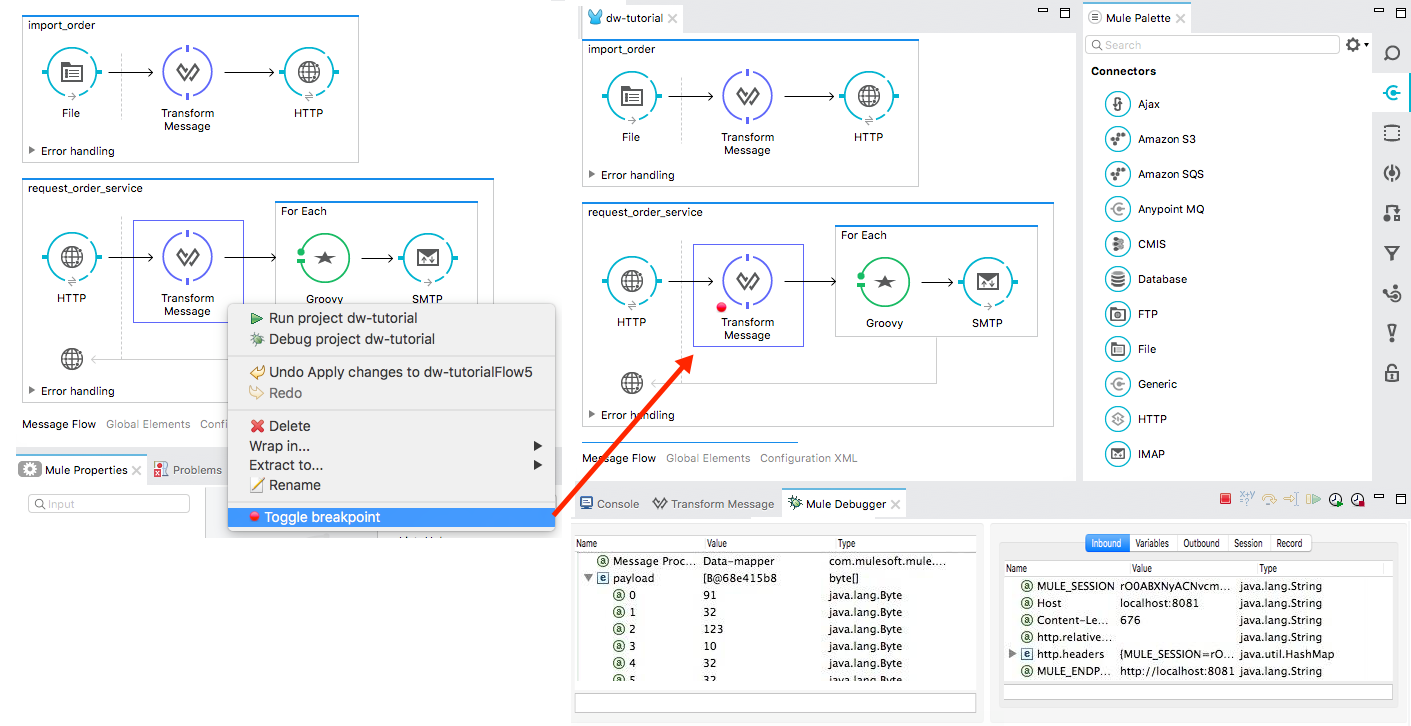 import_order
File
Transform
Message
HTTP
Error handling
request_order_service
For Each
HTTP
Transform
Message
Groovy
SMTP
Run project dw-tutorial
Debug project dw-tutorial
Undo Apply changes to dw-tutorialFlow5
Redo
Delete
Wrap in...
Extract to...
Rename
Toggle breakpoint
Error handling
Message Flow Global Elements Confi
Mule Properties Problems
Input
dw-tutorial
import_order
File
Transform
Message
HTTP
Error handling
request_order_service
For Each
HTTP
Transform
Message
Groovy
SMTP
Error handling
Message Flow Global Elements Configuration XML
Mule Palette
Search
Connectors
Ajax
Amazon S3
Amazon SQS
Anypoint MQ
CMIS
Database
FTP
File
Generic
HTTP
IMAP
Console Transform Message Mule Debugger
x+y
=?
Name Value Type
Message Proc... Data-mapper com.mulesoft.mule....
payload [B@68e415b8 byte[]
0 91 java.lang.Byte
1 32 java.lang.Byte
2 123 java.lang.Byte
3 10 java.lang.Byte
4 32 java.lang.Byte
5 32 java.lang.Byte
Inbound Variables Outbound Session Record
Name Value Type
MULE_SESSION rO0ABXNyACNvcm... java.lang.String
Host localhost:8081 java.lang.String
Content-Le... 676 java.lang.String
http.relative... java.lang.String
http.headers {MULE_SESSION=rO... java.util.HashMap
MULE_ENDP... http://localhost:8081 java.lang.String